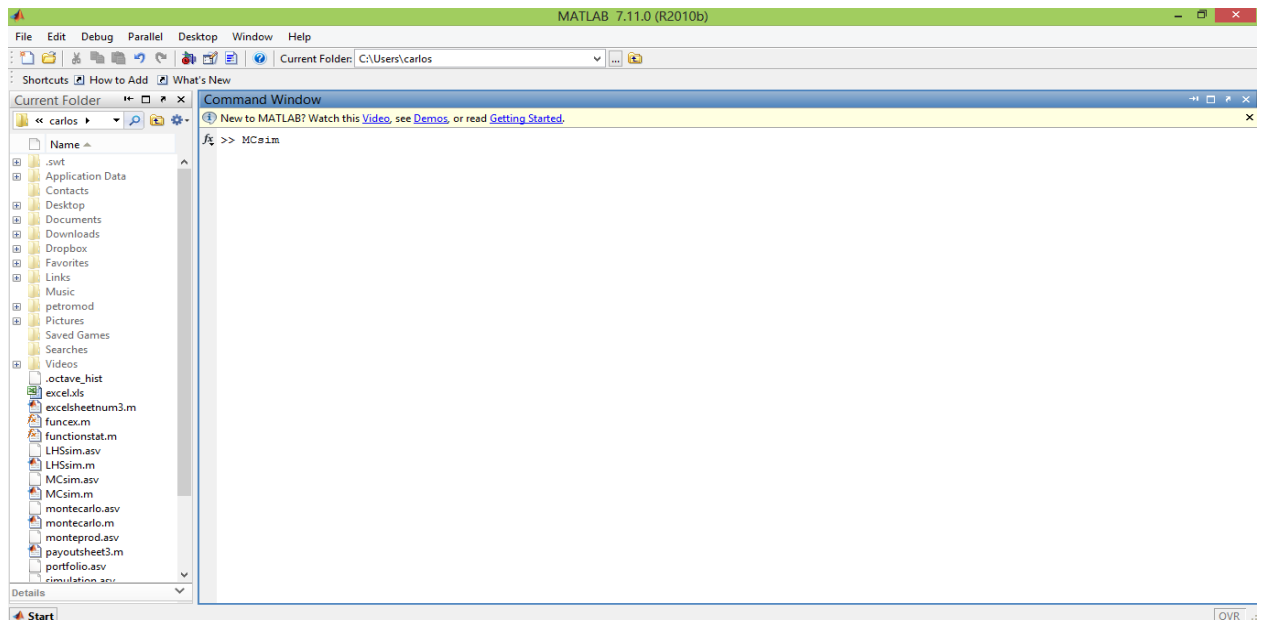 MATLAB 7.11.0 (R2010b)
File Edit Debug Parallel Desktop Window Help
Current Folder: C:\Users\carlos ...
Shortcuts How to Add What's New
Current Folder
« carlos
Name
.swt
Application Data
Contacts
Desktop
Documents
Downloads
Dropbox
Favorites
Links
Music
petromod
Pictures
Saved Games
Searches
Videos
.octave_hist
excel.xls
excelsheetnum3.m
funcex.m
functionstat.m
LHSsim.asv
LHSsim.m
MCsim.asv
MCsim.m
montecarlo.asv
montecarlo.m
monteprod.asv
payoutsheet3.m
portfolio.asv
simulation.asv
Details
Command Window
New to MATLAB? Watch this Video, see Demos, or read Getting Started.
fx >> MCsim
Start
OVR